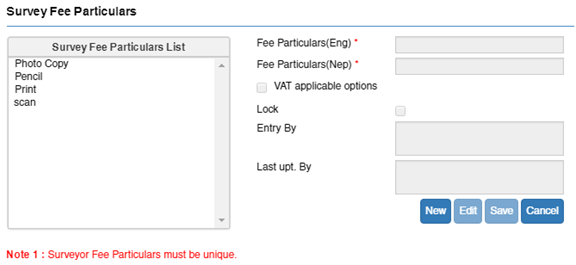 Survey Fee Particulars
Survey Fee Particulars List
Photo Copy
Pencil
Print
scan
Fee Particulars(Eng) *
Fee Particulars(Nep) *
VAT applicable options
Lock
Entry By
Last upt. By
New Edit Save Cancel
Note 1 : Surveyor Fee Particulars must be unique.